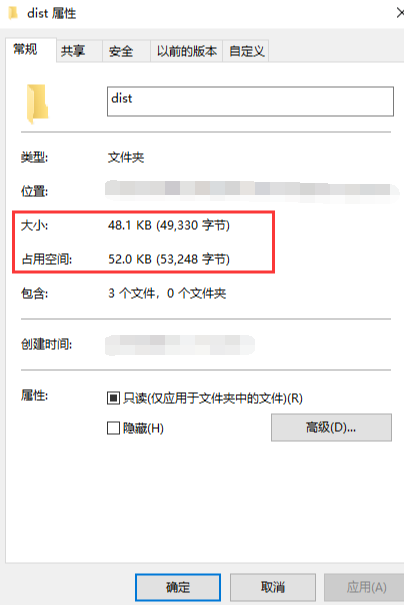 dist 属性
常规 共享 安全 以前的版本 自定义
dist
类型: 文件夹
位置:
大小: 48.1 KB (49,330 字节)
占用空间: 52.0 KB (53,248 字节)
包含: 3 个文件，0 个文件夹
创建时间:
属性: 只读(仅应用于文件夹中的文件)(R)
隐藏(H) 高级(D)...
确定 取消 应用(A)